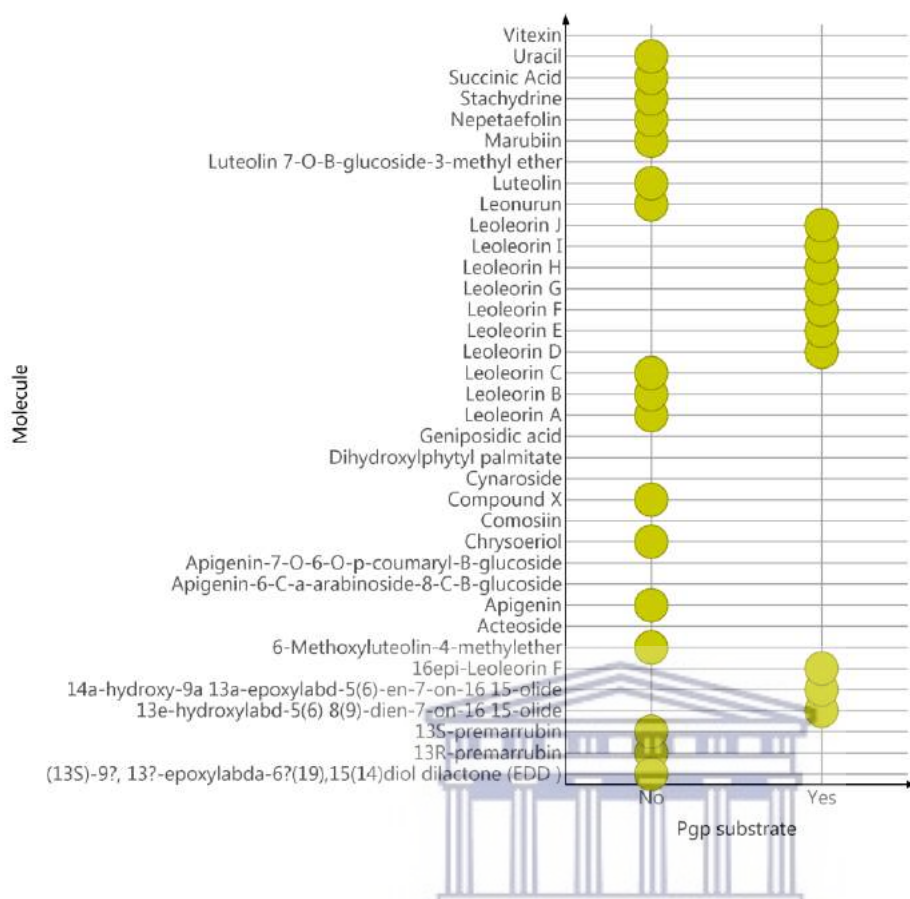 Vitexin
Uracil
Succinic Acid
Stachydrine
Nepetaefolin
Marubiin
Luteolin 7-O-B-glucoside-3-methyl ether
Luteolin
Leonurun
Leoleorin J
Leoleorin I
Leoleorin H
Leoleorin G
Leoleorin F
Leoleorin E
Leoleorin D
Leoleorin C
Leoleorin B
Leoleorin A
Geniposidic acid
Dihydroxylphytyl palmitate
Cynaroside
Compound X
Comosiin
Chrysoeriol
Apigenin-7-O-6-O-p-coumaryl-B-glucoside
Apigenin-6-C-a-arabinoside-8-C-B-glucoside
Apigenin
Acteoside
6-Methoxyluteolin-4-methylether
16epi-Leoleorin F
14a-hydroxy-9a 13a-epoxylabd-5(6)-en-7-on-16 15-olide
13e-hydroxylabd-5(6) 8(9)-dien-7-on-16 15-olide
13S-premarrubin
13R-premarrubin
(13S)-9?, 13?-epoxylabda-6?(19),15(14)diol dilactone (EDD )
Molecule
No Yes
Pgp substrate